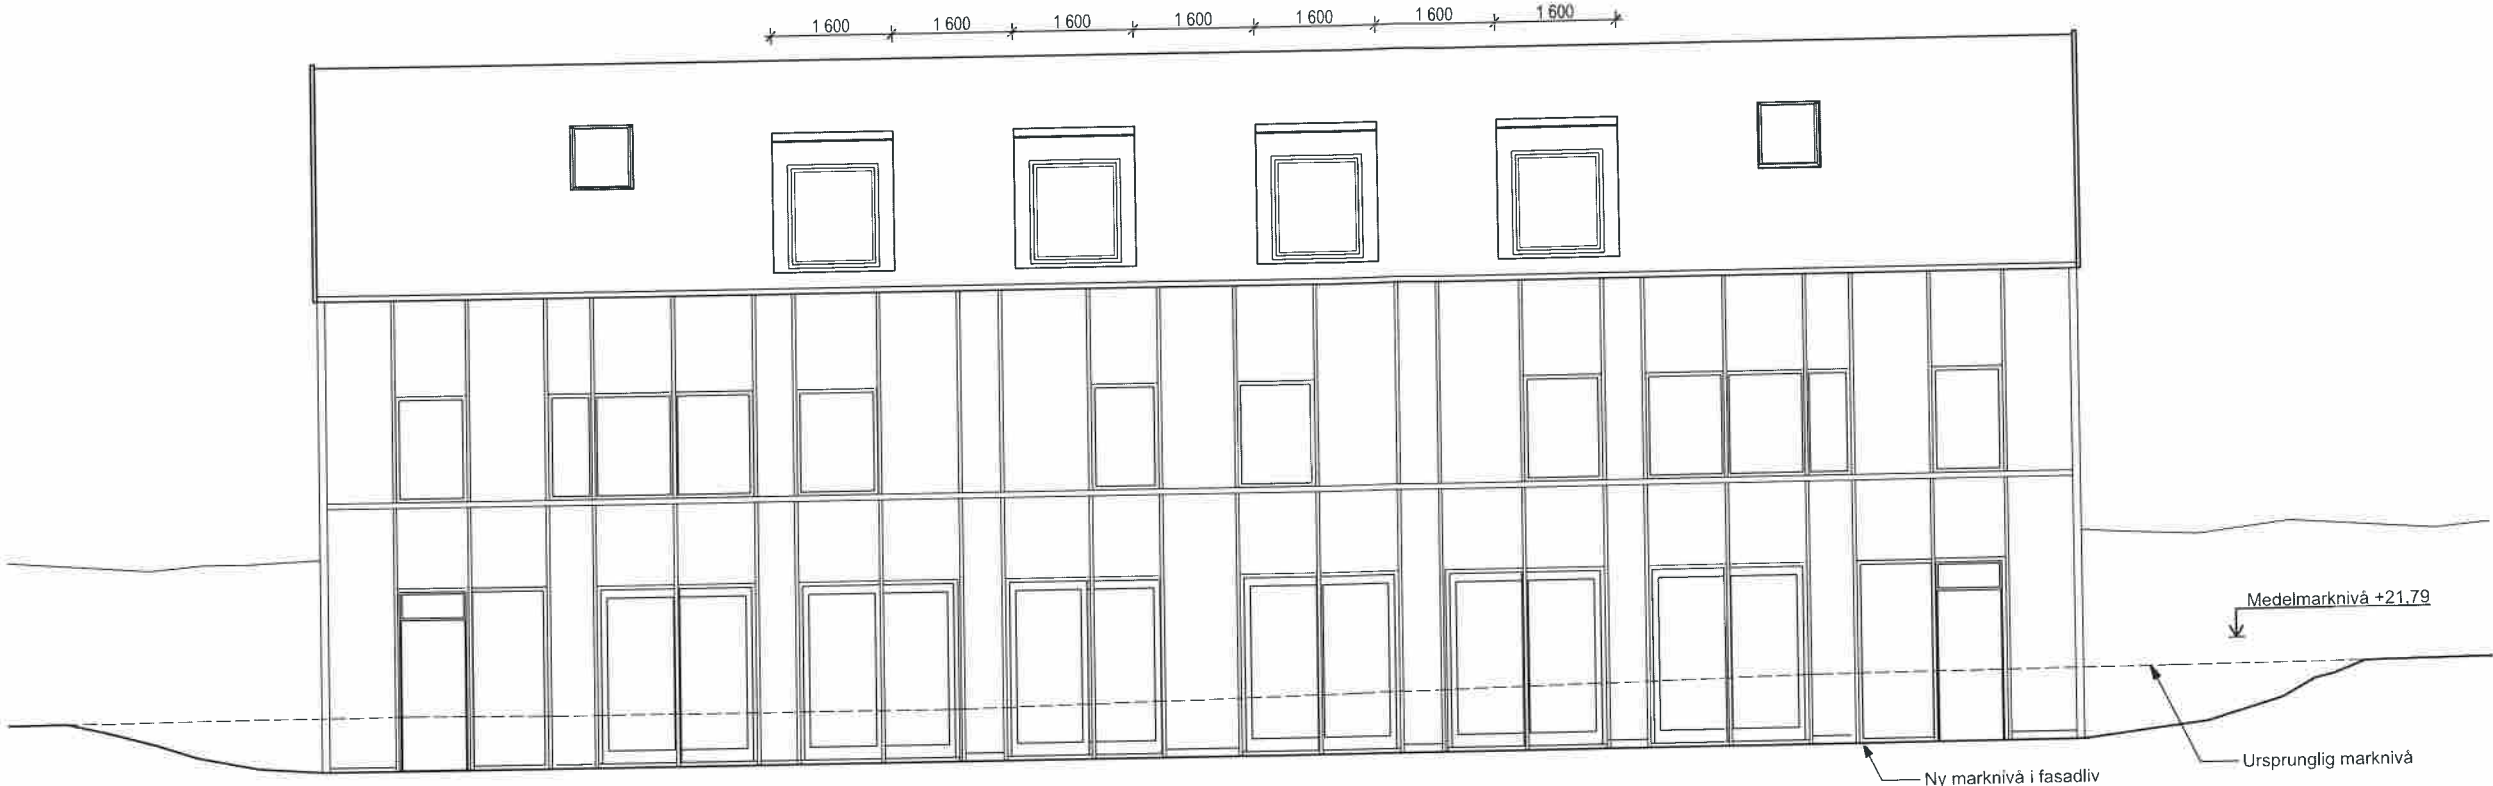 1 600 1 600 1 600 1 600 1 600 1 600 1 600
Medelmarknivå +21,79
Ursprunglig marknivå
Ny marknivå i fasadliv